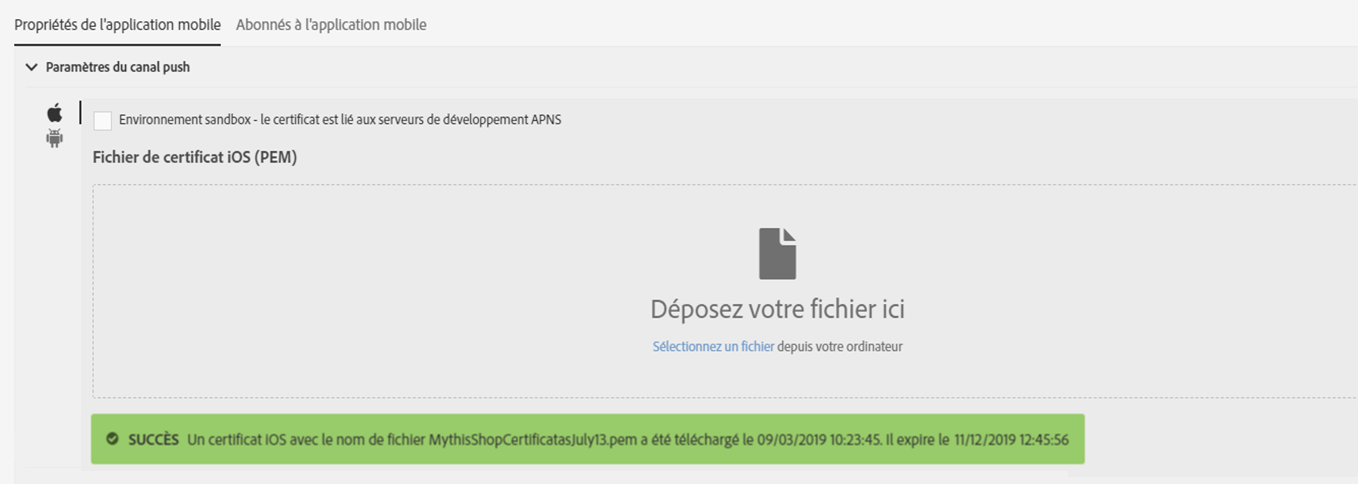 Propriétés de l'application mobile Abonnés à l'application mobile
Paramètres du canal push
Environnement sandbox - le certificat est lié aux serveurs de développement APNS
Fichier de certificat iOS (PEM)
Déposez votre fichier ici
Sélectionnez un fichier depuis votre ordinateur
SUCCÈS Un certificat iOS avec le nom de fichier MythisShopCertificatasJuly13.pem a été téléchargé le 09/03/2019 10:23:45. Il expire le 11/12/2019 12:45:56